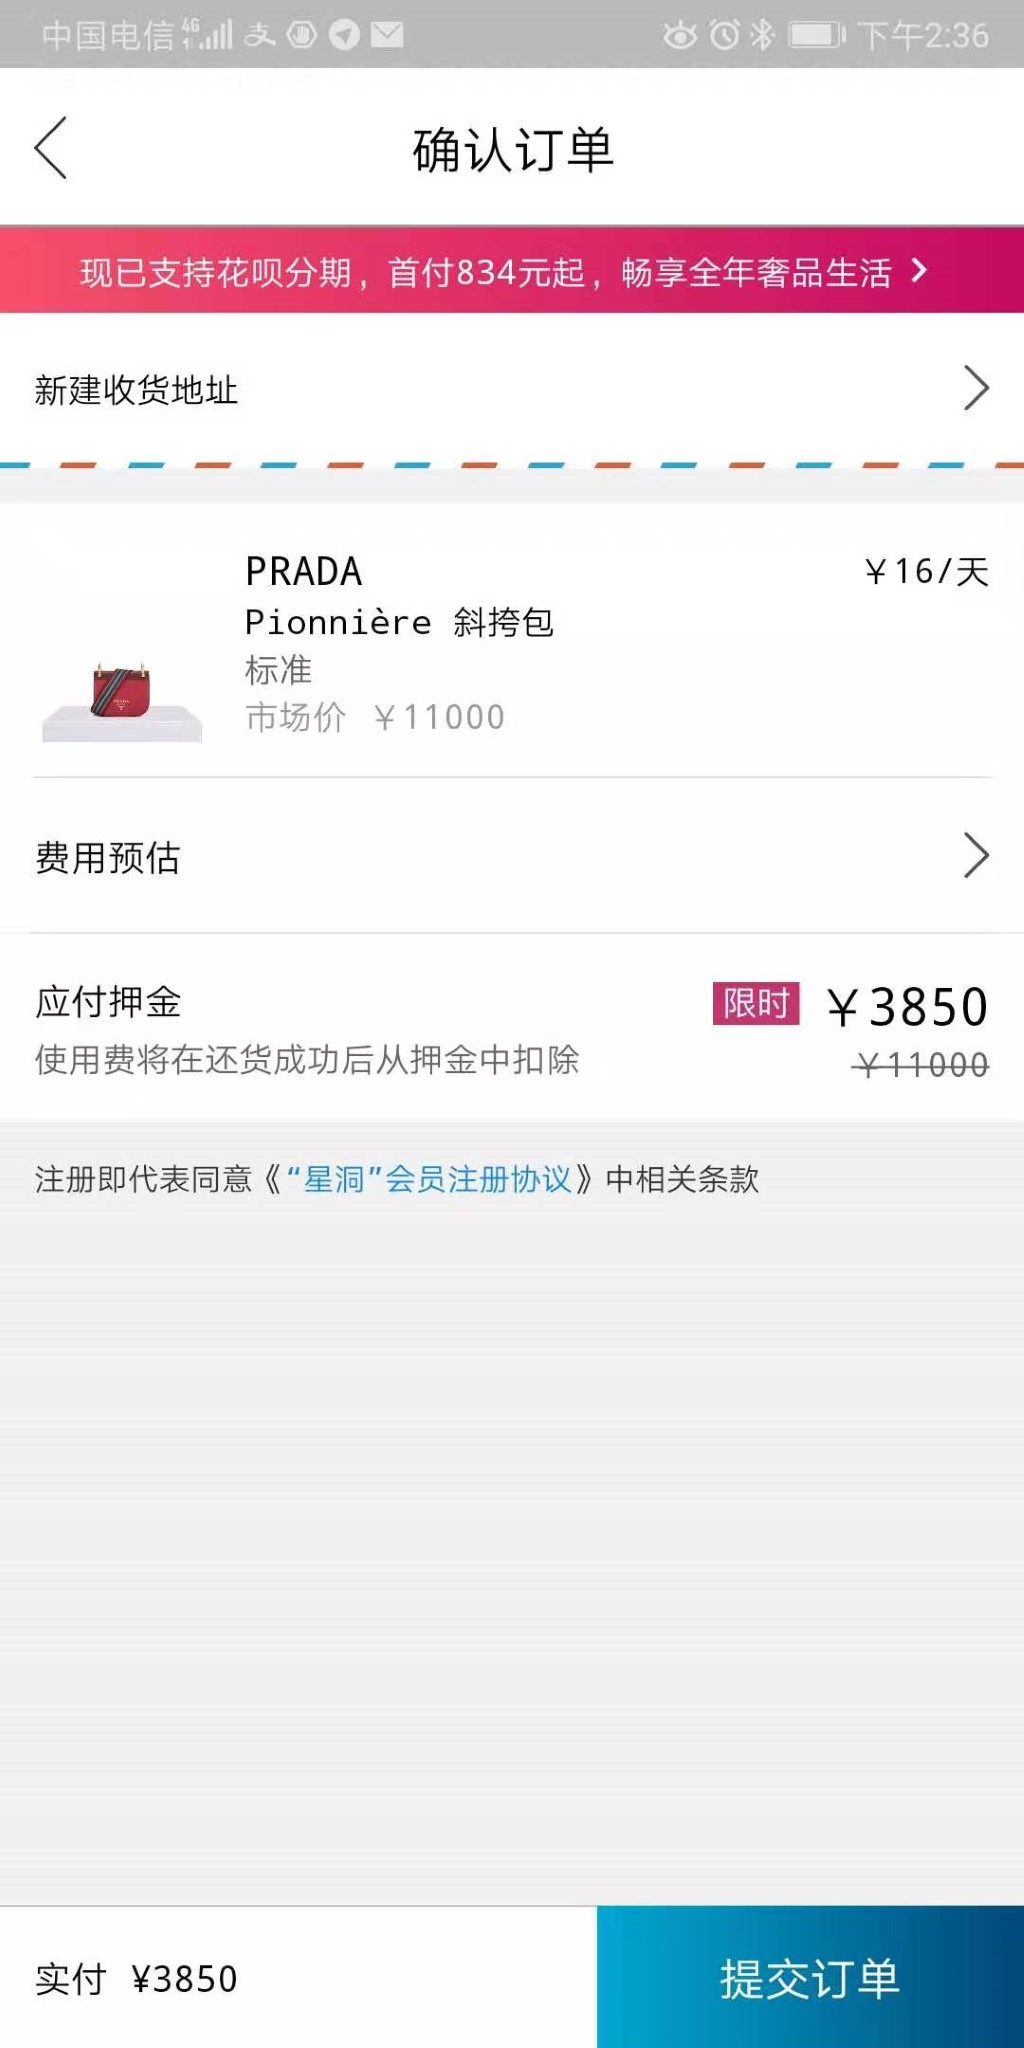 中国电信 4G 下午2:36
确认订单
现已支持花呗分期，首付834元起，畅享全年奢品生活
新建收货地址
PRADA ￥16/天
Pionnière 斜挎包
标准
市场价 ￥11000
费用预估
应付押金 限时 ￥3850
使用费将在还货成功后从押金中扣除 ￥11000
注册即代表同意《“星洞”会员注册协议》中相关条款
实付 ¥3850 提交订单